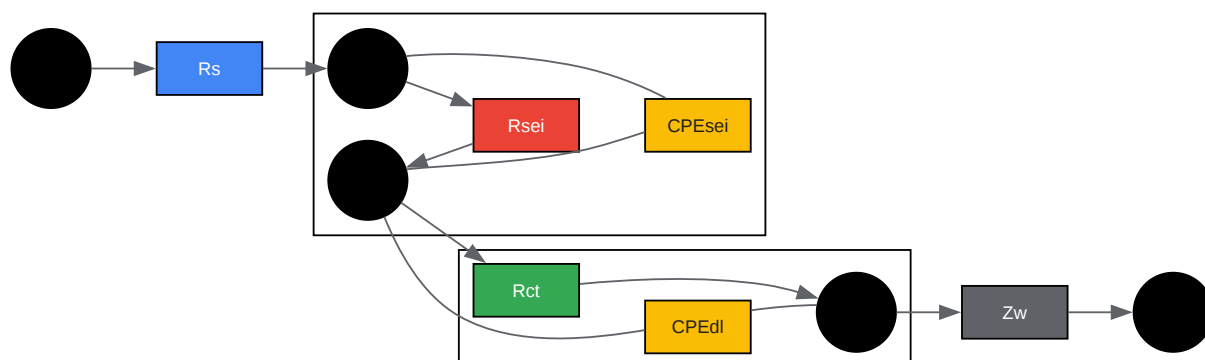 Rs
Rsei
CPEsei
Rct
CPEdl
Zw